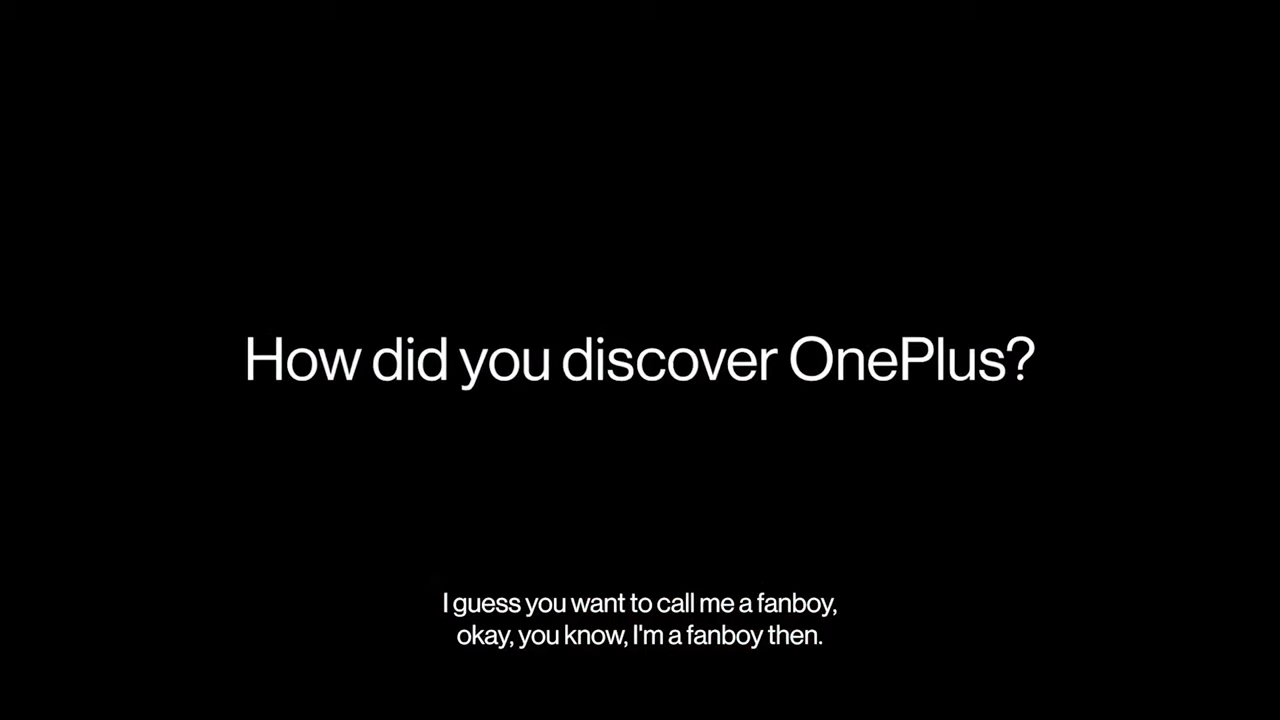 How did you discover OnePlus?
I guess you want to call me a fanboy,
okay, you know, I'm a fanboy then.